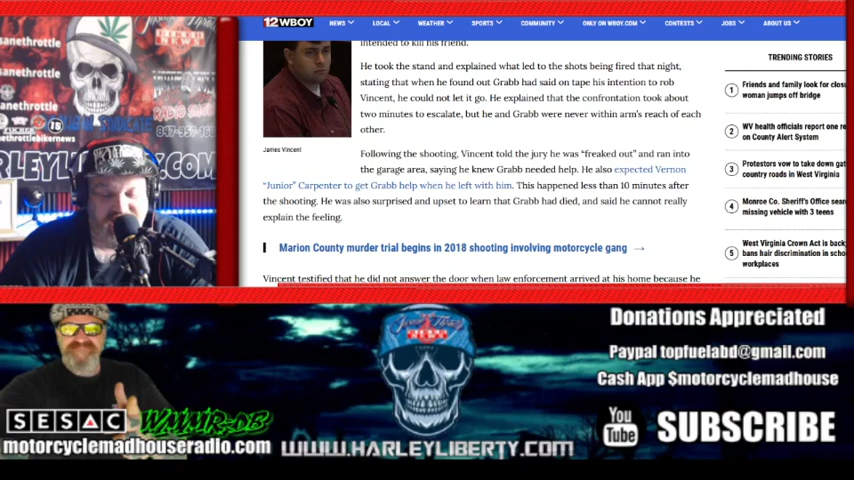 12 WBOY
NEWS
LOCAL
WEATHER
SPORTS
COMMUNITY
ONLY ON WBOY.COM
CONTESTS
JOBS
ABOUT US
intended to kill his friend.
He took the stand and explained what led to the shots being fired that night,
stating that when he found out Grabb had said on tape his intention to rob
Vincent, he could not let it go. He explained that the confrontation took about
two minutes to escalate, but he and Grabb were never within arm's reach of each
other.
James Vincent
Following the shooting, Vincent told the jury he was "freaked out" and ran into
the garage area, saying he knew Grabb needed help. He also expected Vernon
"Junior" Carpenter to get Grabb help when he left with him. This happened less than 10 minutes after
the shooting. He was also surprised and upset to learn that Grabb had died, and said he cannot really
explain the feeling.
Marion County murder trial begins in 2018 shooting involving motorcycle gang →
Vincent testified that he did not answer the door when law enforcement arrived at his home because he
TRENDING STORIES
1 Friends and family look for clos
woman jumps off bridge
2 WV health officials report one
on County Alert System
3 Protestors vow to take down gat
country roads in West Virginia
4 Monroe Co. Sheriff's Office sear
missing vehicle with 3 teens
5 West Virginia Crown Act is back
bans hair discrimination in scho
workplaces
BIKER
NEWS
sanethrottle
Donations Appreciated
Paypal topfuelabd@gmail.com
Cash App $motorcyclemadhouse
You
Tube
SUBSCRIBE
SESAC
WMMR-DB
motorcyclemadhouseradio.com
WWW.HARLEYLIBERTY.COM